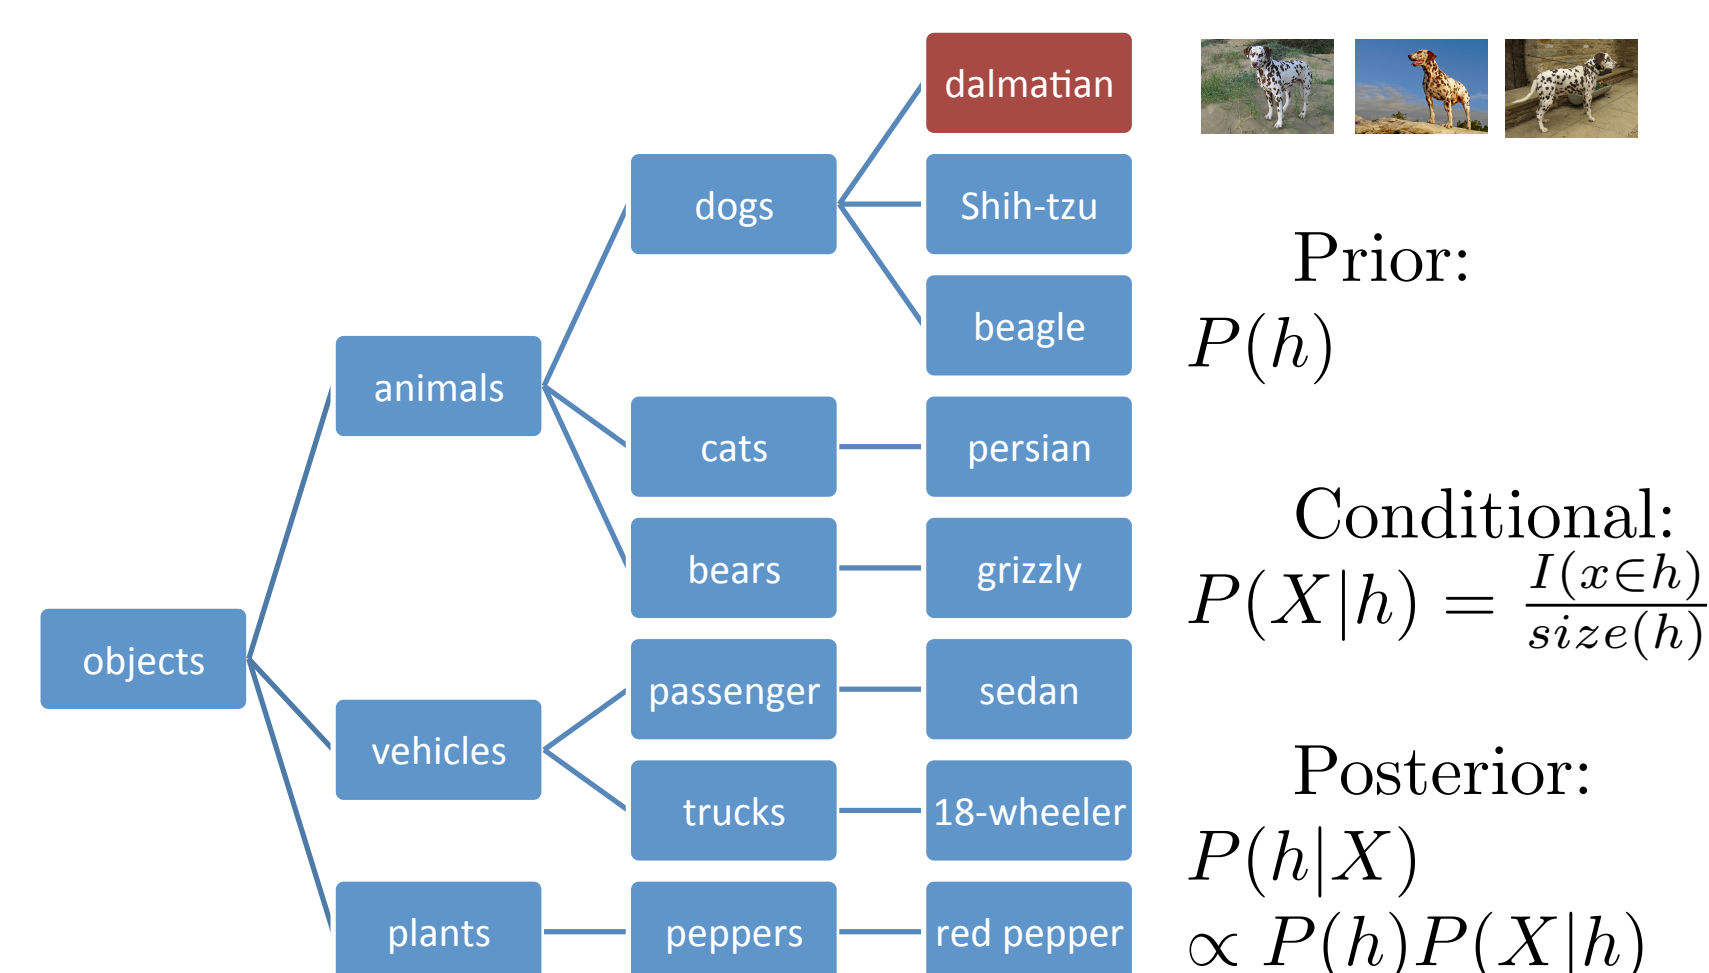 dalmatian
dogs
Shih-tzu
Prior:
beagle
P(h)
animals
cats
persian
Conditional:
bears
grizzly
P(X|h) = I(x∈h) / size(h)
objects
passenger
sedan
vehicles
Posterior:
trucks
18-wheeler
P(h|X)
plants
peppers
red pepper
∝ P(h)P(X|h)